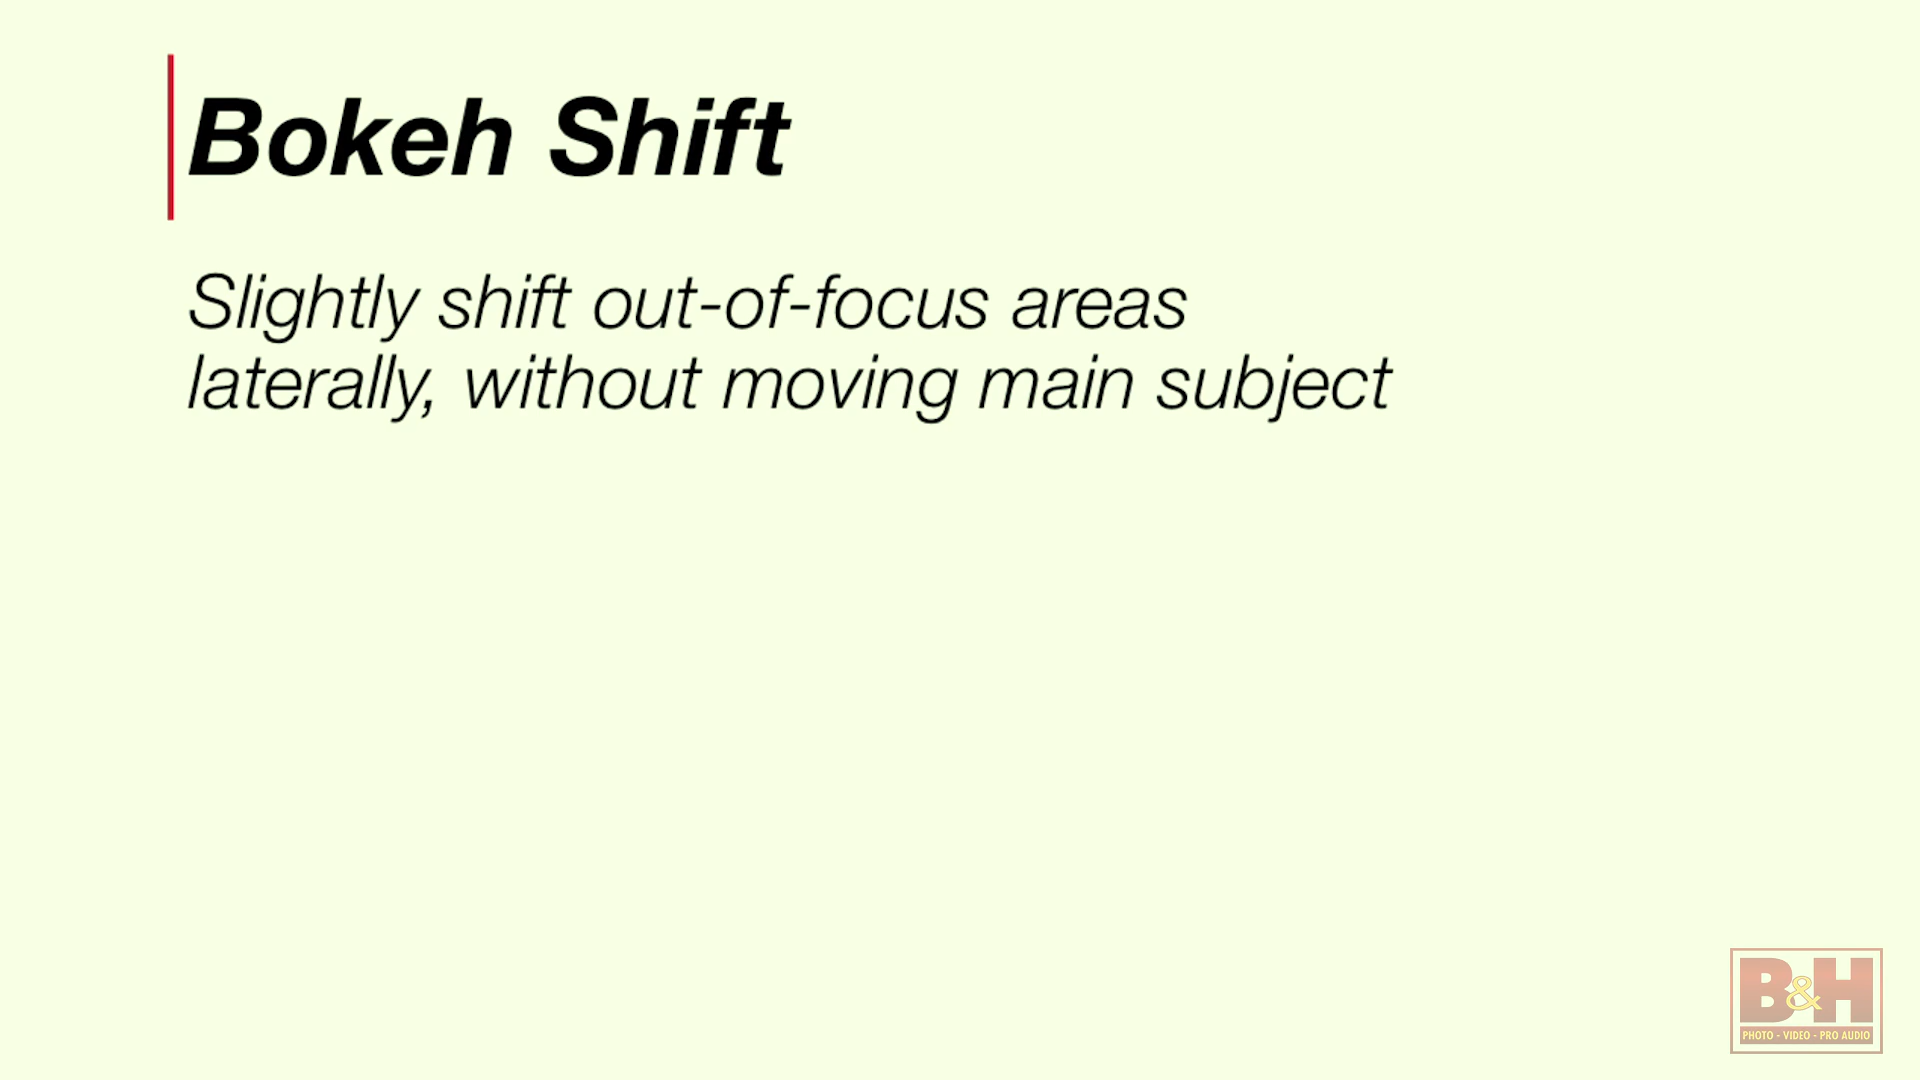 Bokeh Shift
Slightly shift out-of-focus areas
laterally, without moving main subject
B&H
PHOTO - VIDEO - PRO AUDIO